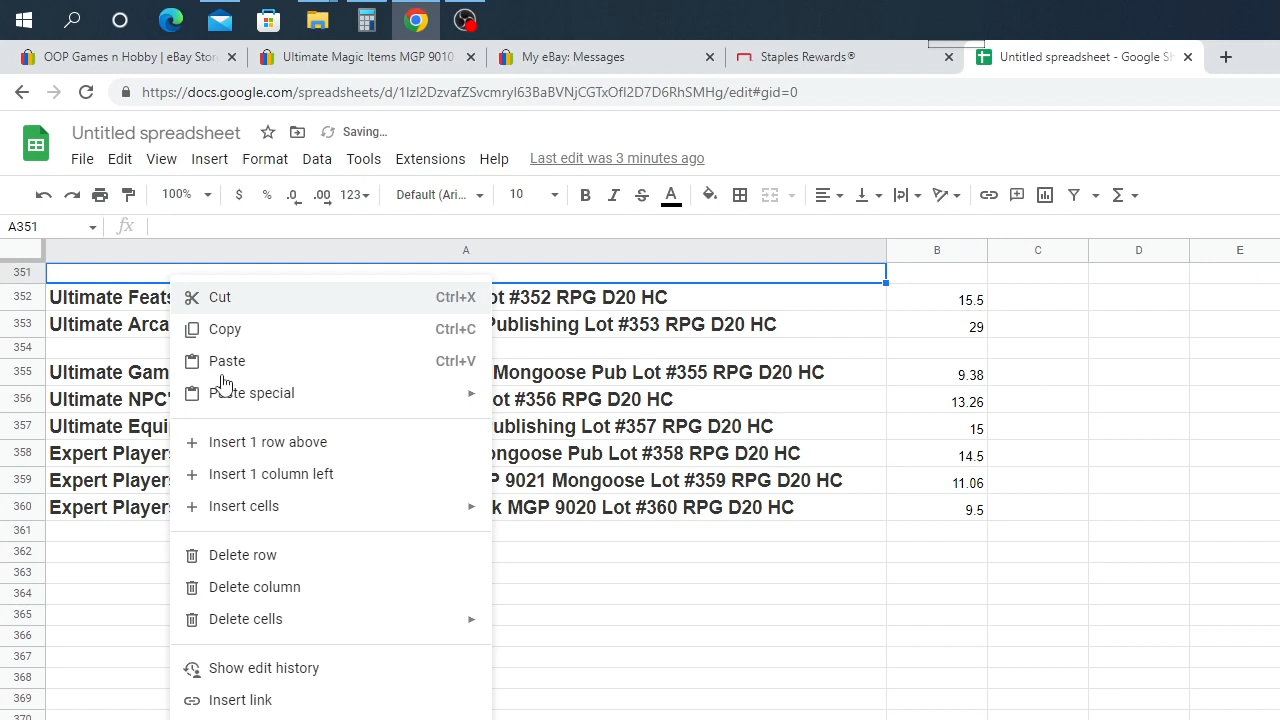 OOP Games n Hobby | eBay Stor
Ultimate Magic Items MGP 9010
My eBay: Messages
Staples Rewards®
Untitled spreadsheet - Google Sh
https://docs.google.com/spreadsheets/d/1lzl2DzvafZSvcmryl63BaBVNjCGTxOfI2D7D6RhSMHg/edit#gid=0
Untitled spreadsheet Saving...
File Edit View Insert Format Data Tools Extensions Help Last edit was 3 minutes ago
100% $ % .0 .00 123 Default (Ari... 10 B I S A
A351 fx
A B C D E
351
352 Ultimate Feats ot #352 RPG D20 HC 15.5
353 Ultimate Arca Publishing Lot #353 RPG D20 HC 29
354
355 Ultimate Gam Mongoose Pub Lot #355 RPG D20 HC 9.38
356 Ultimate NPC' ot #356 RPG D20 HC 13.26
357 Ultimate Equi ublishing Lot #357 RPG D20 HC 15
358 Expert Player ongoose Pub Lot #358 RPG D20 HC 14.5
359 Expert Player P 9021 Mongoose Lot #359 RPG D20 HC 11.06
360 Expert Player k MGP 9020 Lot #360 RPG D20 HC 9.5
361
362
363
364
365
366
367
368
369
370
Cut Ctrl+X
Copy Ctrl+C
Paste Ctrl+V
Paste special
Insert 1 row above
Insert 1 column left
Insert cells
Delete row
Delete column
Delete cells
Show edit history
Insert link